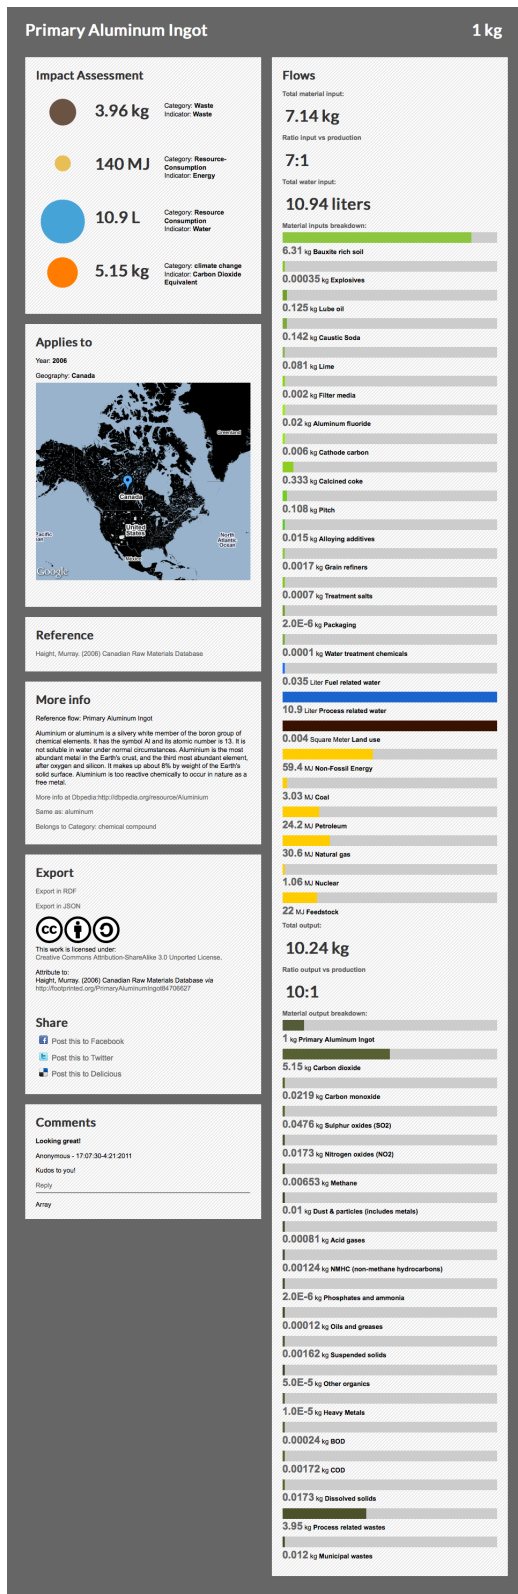 Primary Aluminum Ingot
1 kg
Impact Assessment
3.96 kg
Category: Waste
Indicator: Waste
140 MJ
Category: Resource-
Consumption
Indicator: Energy
10.9 L
Category: Resource
Consumption
Indicator: Water
5.15 kg
Category: climate change
Indicator: Carbon Dioxide
Equivalent
Applies to
Year: 2006
Geography: Canada
Greenland
Canada
United
States
Pacific
North
Atlantic
Ocean
Mexico
Google
Reference
Haight, Murray. (2006) Canadian Raw Materials Database
More info
Reference flow: Primary Aluminum Ingot
Aluminium or aluminum is a silvery white member of the boron group of
chemical elements. It has the symbol Al and its atomic number is 13. It is
not soluble in water under normal circumstances. Aluminium is the most
abundant metal in the Earth's crust, and the third most abundant element,
after oxygen and silicon. It makes up about 8% by weight of the Earth's
solid surface. Aluminium is too reactive chemically to occur in nature as a
free metal.
More info at Dbpedia:http://dbpedia.org/resource/Aluminium
Same as: aluminum
Belongs to Category: chemical compound
Export
Export in RDF
Export in JSON
cc
This work is licensed under:
Creative Commons Attribution-ShareAlike 3.0 Unported License.
Attribute to:
Haight, Murray. (2006) Canadian Raw Materials Database via
http://footprinted.org/PrimaryAluminumIngot84706627
Share
Post this to Facebook
Post this to Twitter
Post this to Delicious
Comments
Looking great!
Anonymous - 17:07:30-4:21:2011
Kudos to you!
Reply
Array
Flows
Total material input:
7.14 kg
Ratio input vs production
7:1
Total water input:
10.94 liters
Material inputs breakdown:
6.31 kg Bauxite rich soil
0.00035 kg Explosives
0.125 kg Lube oil
0.142 kg Caustic Soda
0.081 kg Lime
0.002 kg Filter media
0.02 kg Aluminum fluoride
0.006 kg Cathode carbon
0.333 kg Calcined coke
0.108 kg Pitch
0.015 kg Alloying additives
0.0017 kg Grain refiners
0.0007 kg Treatment salts
2.0E-6 kg Packaging
0.0001 kg Water treatment chemicals
0.035 Liter Fuel related water
10.9 Liter Process related water
0.004 Square Meter Land use
59.4 MJ Non-Fossil Energy
3.03 MJ Coal
24.2 MJ Petroleum
30.6 MJ Natural gas
1.06 MJ Nuclear
22 MJ Feedstock
Total output:
10.24 kg
Ratio output vs production
10:1
Material output breakdown:
1 kg Primary Aluminum Ingot
5.15 kg Carbon dioxide
0.0219 kg Carbon monoxide
0.0476 kg Sulphur oxides (SO2)
0.0173 kg Nitrogen oxides (NO2)
0.00653 kg Methane
0.01 kg Dust & particles (includes metals)
0.00081 kg Acid gases
0.00124 kg NMHC (non-methane hydrocarbons)
2.0E-6 kg Phosphates and ammonia
0.00012 kg Oils and greases
0.00162 kg Suspended solids
5.0E-5 kg Other organics
1.0E-5 kg Heavy Metals
0.00024 kg BOD
0.00172 kg COD
0.0173 kg Dissolved solids
3.95 kg Process related wastes
0.012 kg Municipal wastes